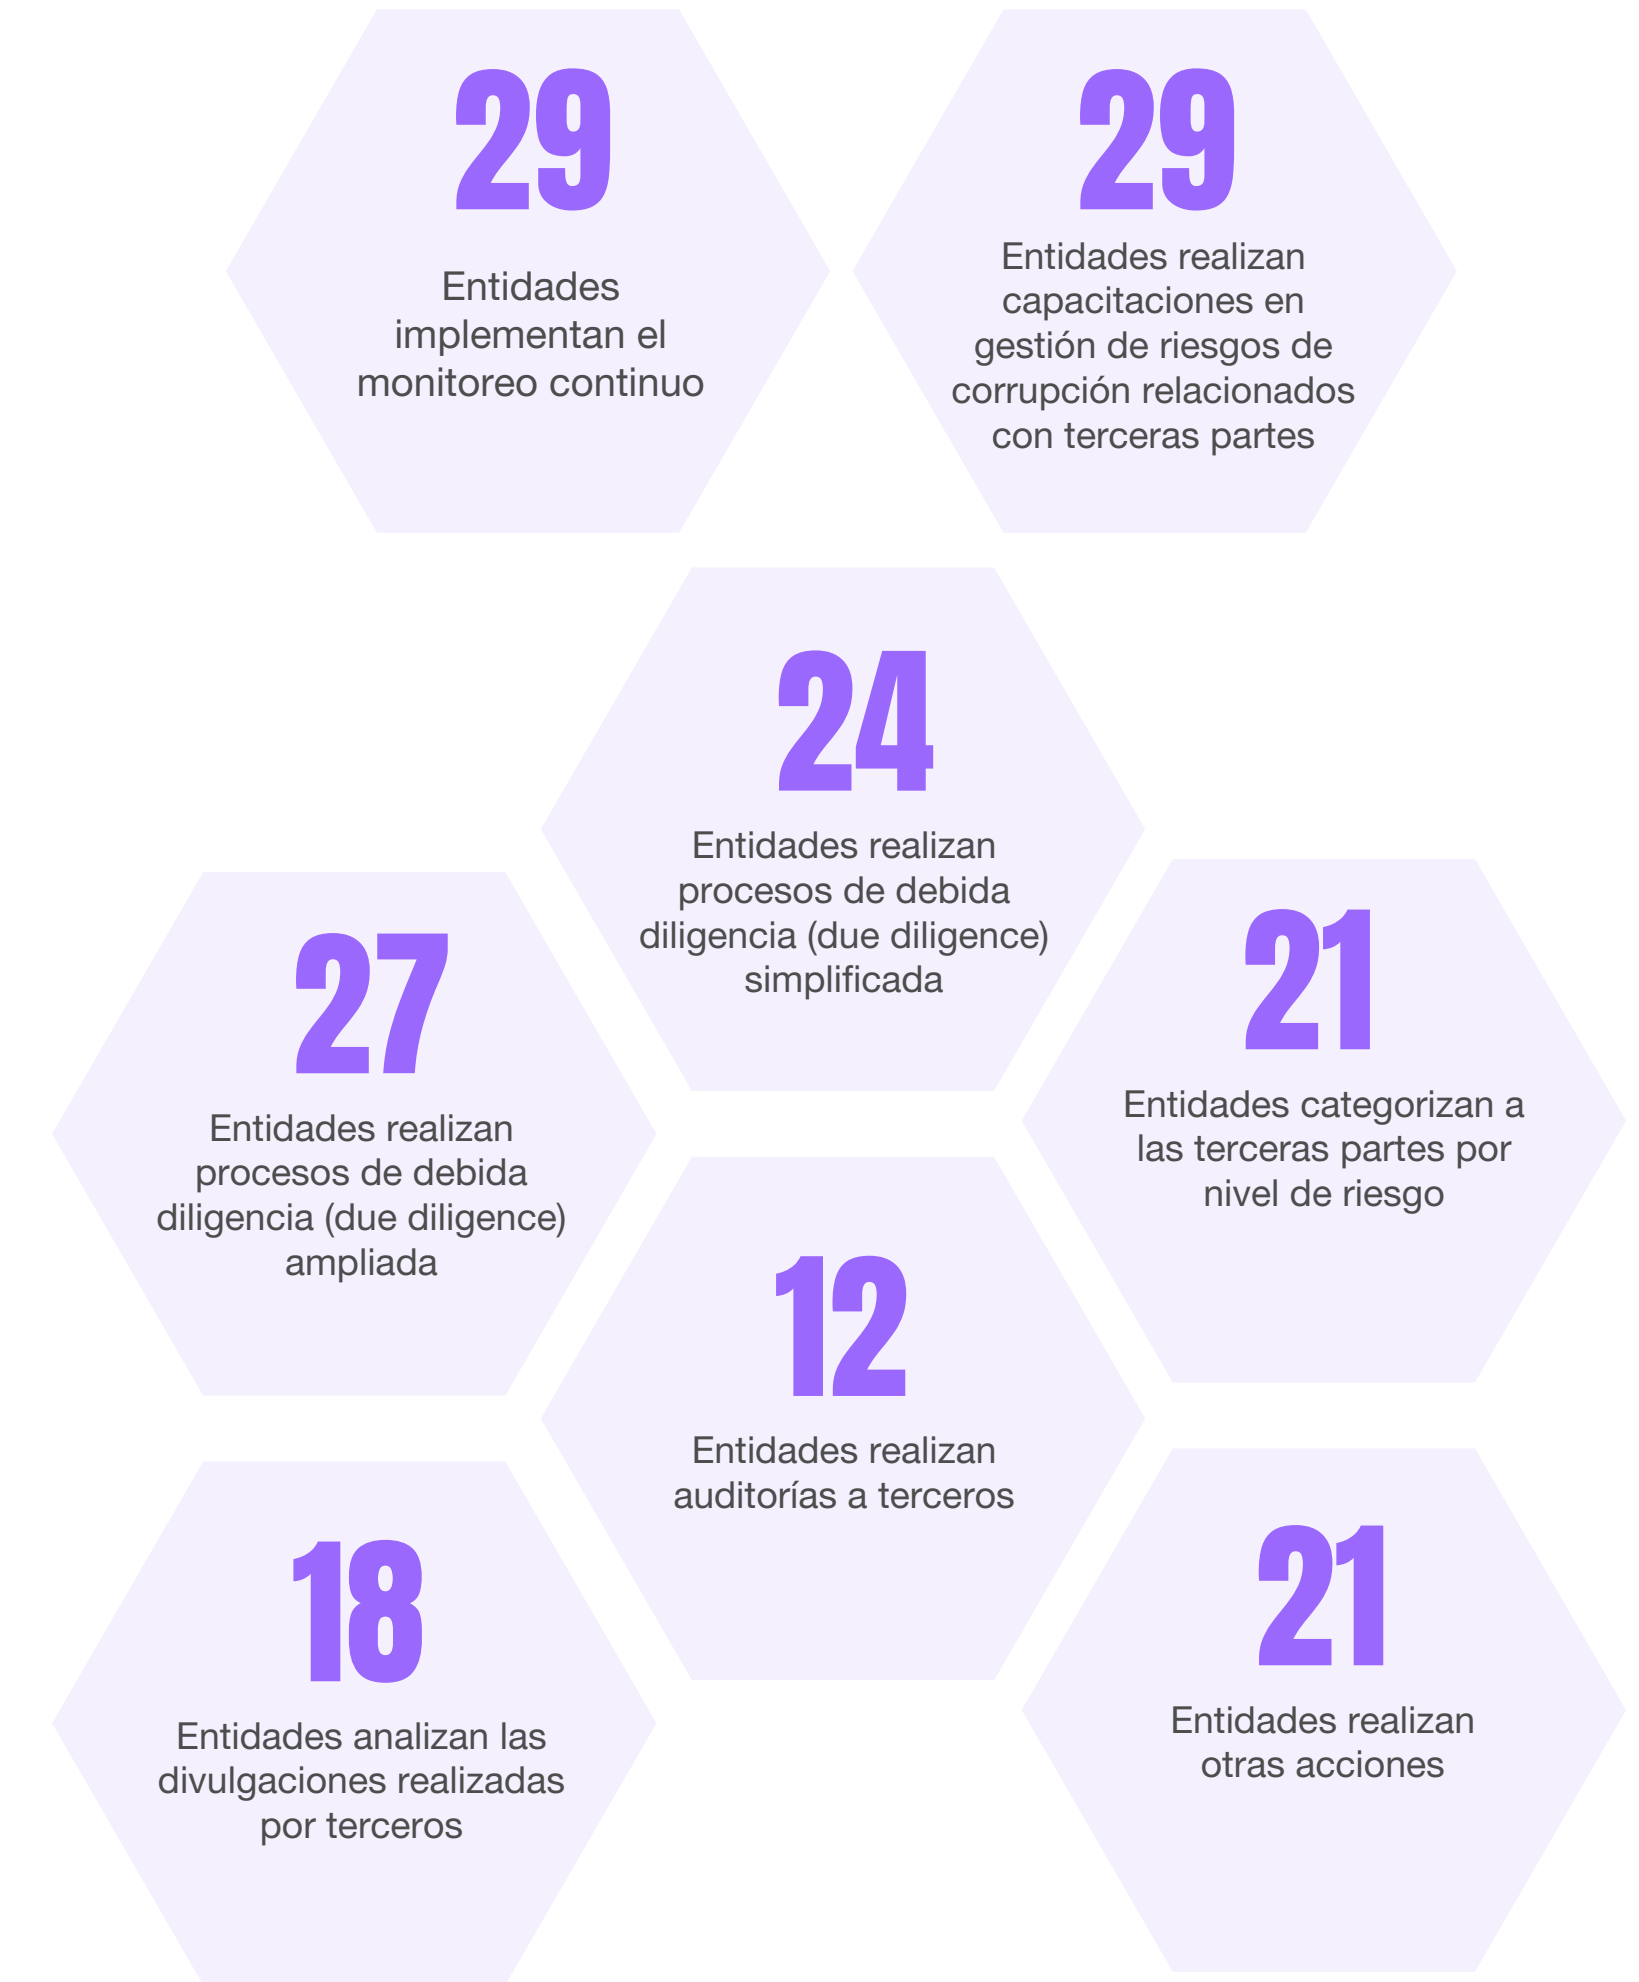 29
Entidades
implementan el
monitoreo continuo
29
Entidades realizan
capacitaciones en
gestión de riesgos de
corrupción relacionados
con terceras partes
24
Entidades realizan
procesos de debida
diligencia (due diligence)
simplificada
27
Entidades realizan
procesos de debida
diligencia (due diligence)
ampliada
21
Entidades categorizan a
las terceras partes por
nivel de riesgo
12
Entidades realizan
auditorías a terceros
18
Entidades analizan las
divulgaciones realizadas
por terceros
21
Entidades realizan
otras acciones